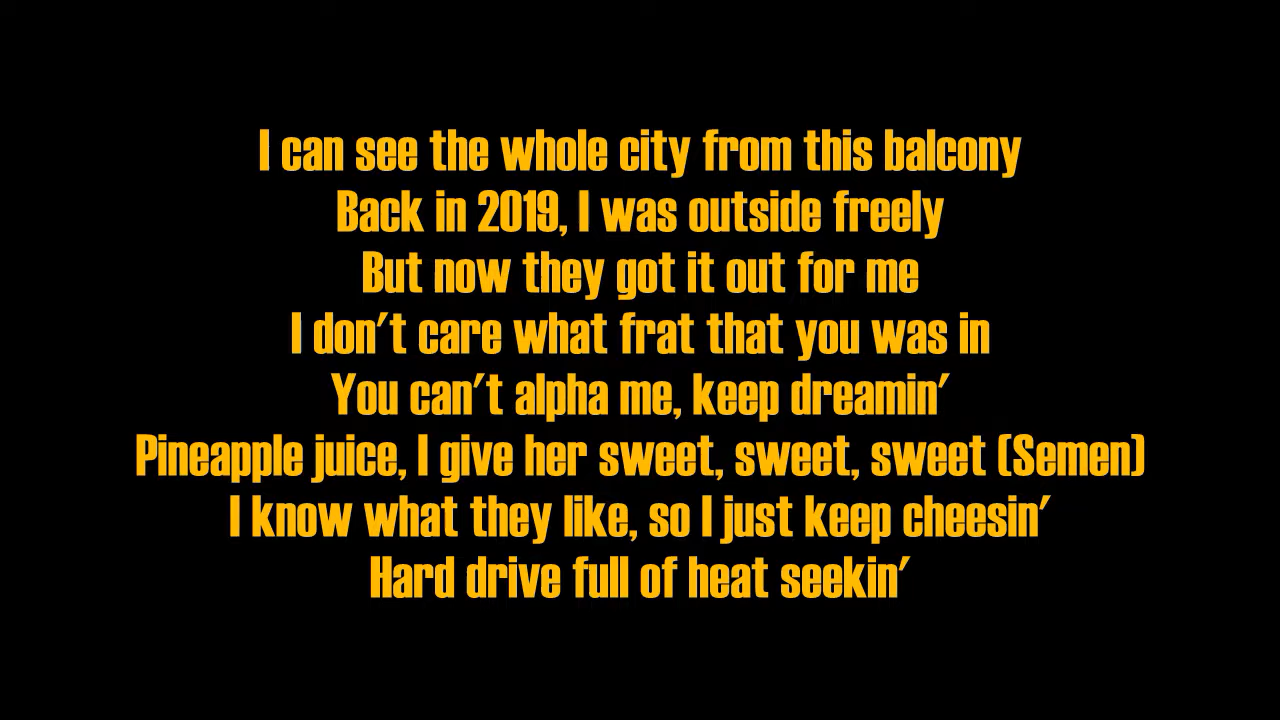 I can see the whole city from this balcony
Back in 2019, I was outside freely
But now they got it out for me
I don't care what frat that you was in
You can't alpha me, keep dreamin'
Pineapple juice, I give her sweet, sweet, sweet (Semen)
I know what they like, so I just keep cheesin'
Hard drive full of heat seekin'